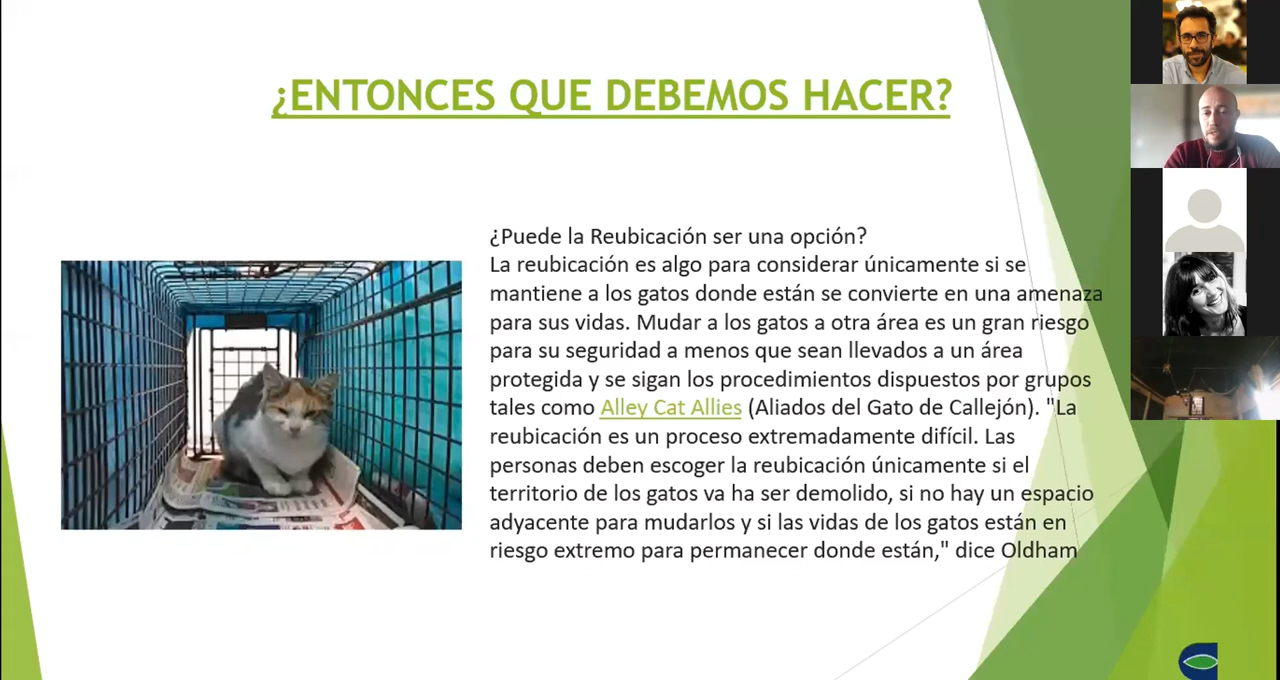 ¿ENTONCES QUE DEBEMOS HACER?
¿Puede la Reubicación ser una opción?
La reubicación es algo para considerar únicamente si se
mantiene a los gatos donde están se convierte en una amenaza
para sus vidas. Mudar a los gatos a otra área es un gran riesgo
para su seguridad a menos que sean llevados a un área
protegida y se sigan los procedimientos dispuestos por grupos
tales como Alley Cat Allies (Aliados del Gato de Callejón). "La
reubicación es un proceso extremadamente difícil. Las
personas deben escoger la reubicación únicamente si el
territorio de los gatos va ha ser demolido, si no hay un espacio
adyacente para mudarlos y si las vidas de los gatos están en
riesgo extremo para permanecer donde están," dice Oldham